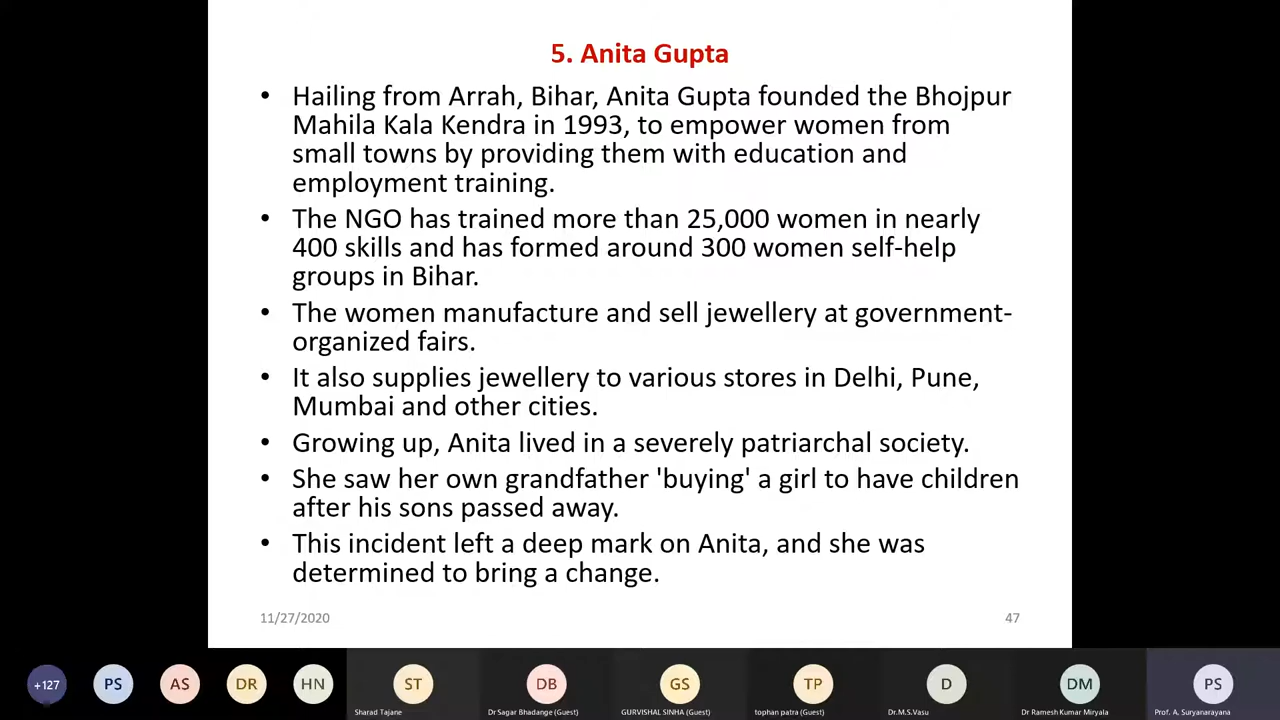 5. Anita Gupta
• Hailing from Arrah, Bihar, Anita Gupta founded the Bhojpur
Mahila Kala Kendra in 1993, to empower women from
small towns by providing them with education and
employment training.
• The NGO has trained more than 25,000 women in nearly
400 skills and has formed around 300 women self-help
groups in Bihar.
• The women manufacture and sell jewellery at government-
organized fairs.
• It also supplies jewellery to various stores in Delhi, Pune,
Mumbai and other cities.
• Growing up, Anita lived in a severely patriarchal society.
• She saw her own grandfather 'buying' a girl to have children
after his sons passed away.
• This incident left a deep mark on Anita, and she was
determined to bring a change.
11/27/2020 47
+127 PS AS DR HN ST DB GS TP D DM PS
Sharad Tajane Dr Sagar Bhadange (Guest) GURVISHAL SINHA (Guest) tophan patra (Guest) Dr.M.S.Vasu Dr Ramesh Kumar Miryala Prof. A. Suryanarayana